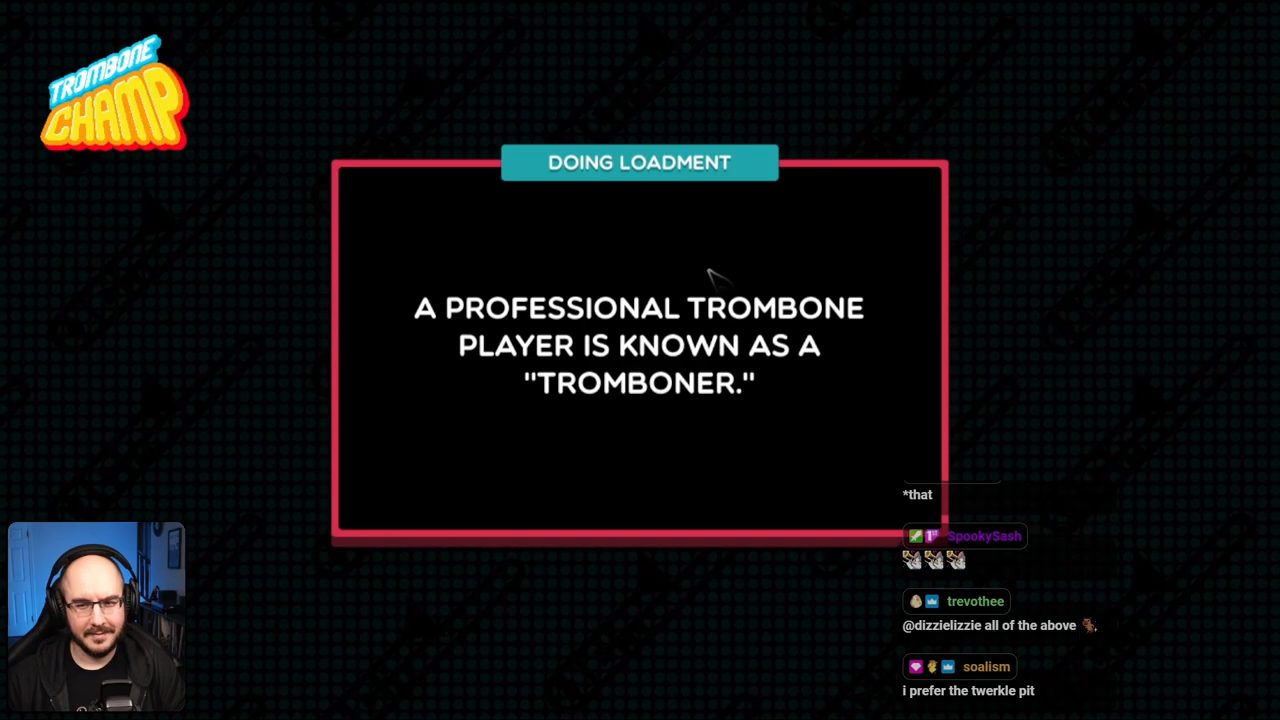 TROMBONE
CHAMP
DOING LOADMENT
A PROFESSIONAL TROMBONE
PLAYER IS KNOWN AS A
"TROMBONER."
*that
SpookySash
trevothee
@dizzielizzie all of the above
soalism
i prefer the twerkle pit